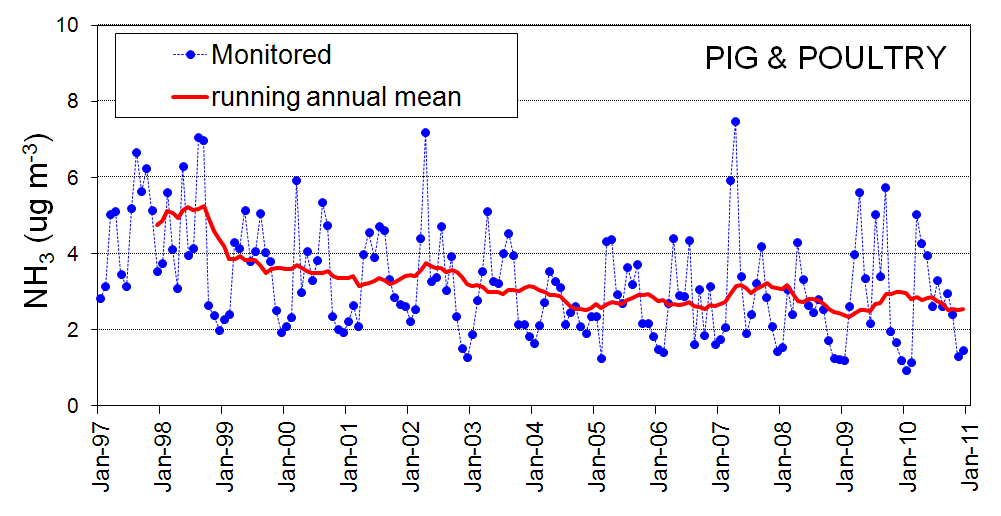 PIG & POULTRY
Monitored
running annual mean
NH3 (ug m-3)
10
8
6
4
2
0
Jan-97
Jan-98
Jan-99
Jan-00
Jan-01
Jan-02
Jan-03
Jan-04
Jan-05
Jan-06
Jan-07
Jan-08
Jan-09
Jan-10
Jan-11